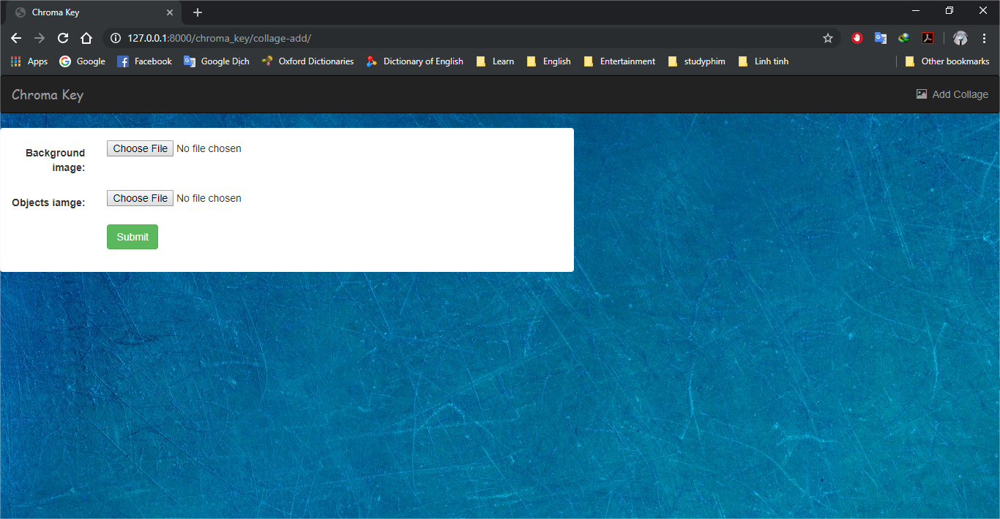 Chroma Key
127.0.0.1:8000/chroma_key/collage-add/
Apps Google Facebook Google Dịch Oxford Dictionaries Dictionary of English Learn English Entertainment studyphim Linh tinh Other bookmarks
Chroma Key Add Collage
Background image: Choose File No file chosen
Objects iamge: Choose File No file chosen
Submit